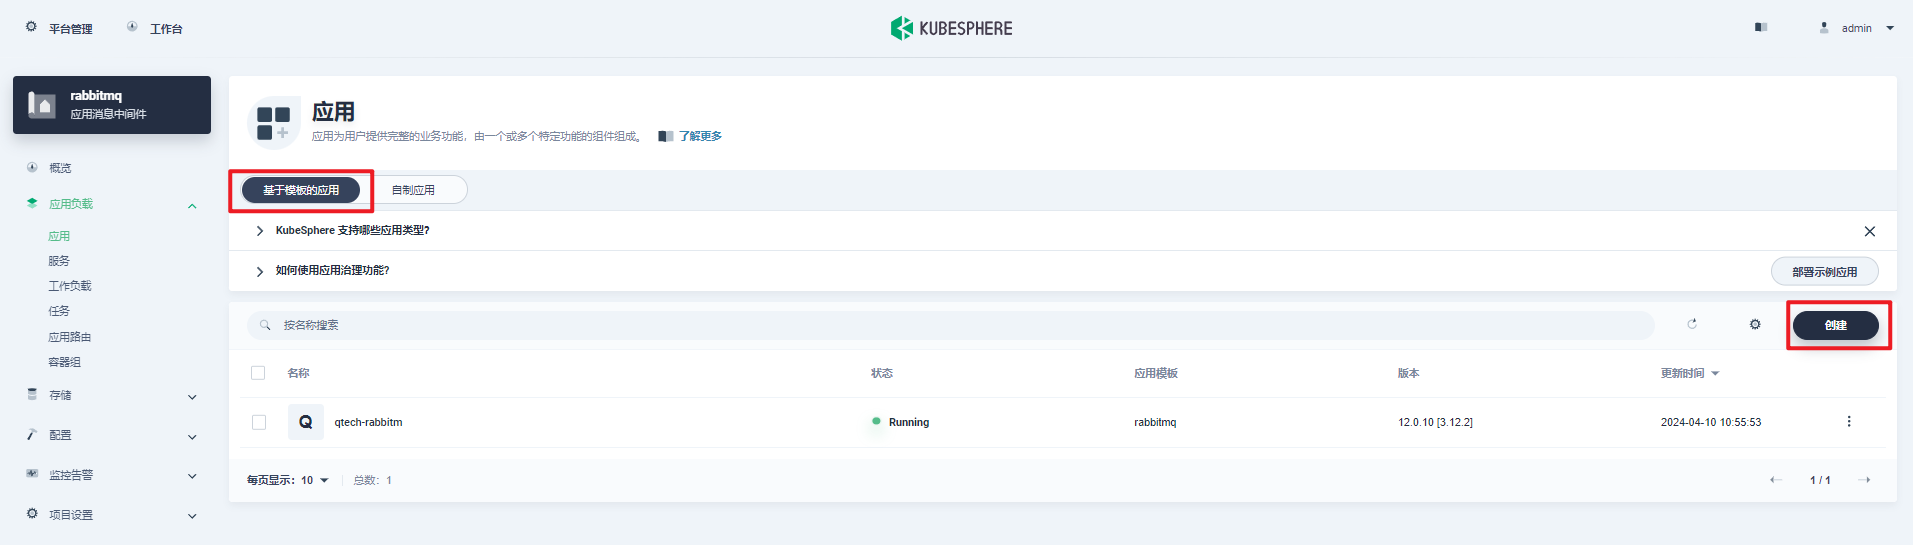 平台管理
工作台
KUBESPHERE
admin
rabbitmq
应用消息中间件
概览
应用负载
应用
服务
工作负载
任务
应用路由
容器组
存储
配置
监控告警
项目设置
应用
应用为用户提供完整的业务功能，由一个或多个特定功能的组件组成。 了解更多
基于模板的应用 自制应用
KubeSphere 支持哪些应用类型?
如何使用应用治理功能?
部署示例应用
按名称搜索
创建
名称 状态 应用模板 版本 更新时间
Q qtech-rabbitm Running rabbitmq 12.0.10 [3.12.2] 2024-04-10 10:55:53
每页显示：10 总数：1
1 / 1